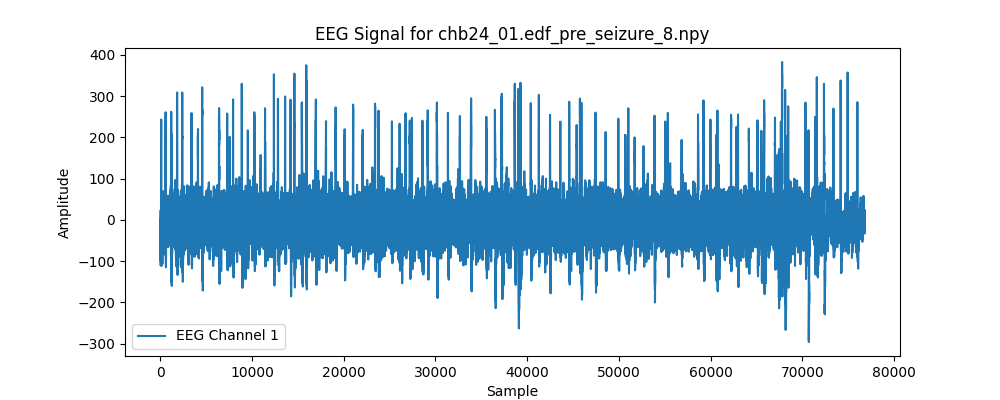 EEG Signal for chb24_01.edf_pre_seizure_8.npy
400
300
200
100
0
−100
−200
−300
Amplitude
EEG Channel 1
0 10000 20000 30000 40000 50000 60000 70000 80000
Sample